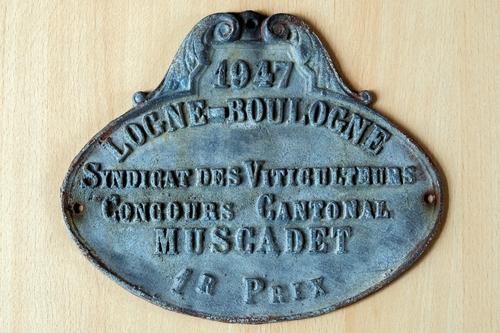 1947
LOGNE-BOULOGNE
SYNDICAT DES VITICULTEURS
CONCOURS CANTONAL
MUSCADET
1R PRIX